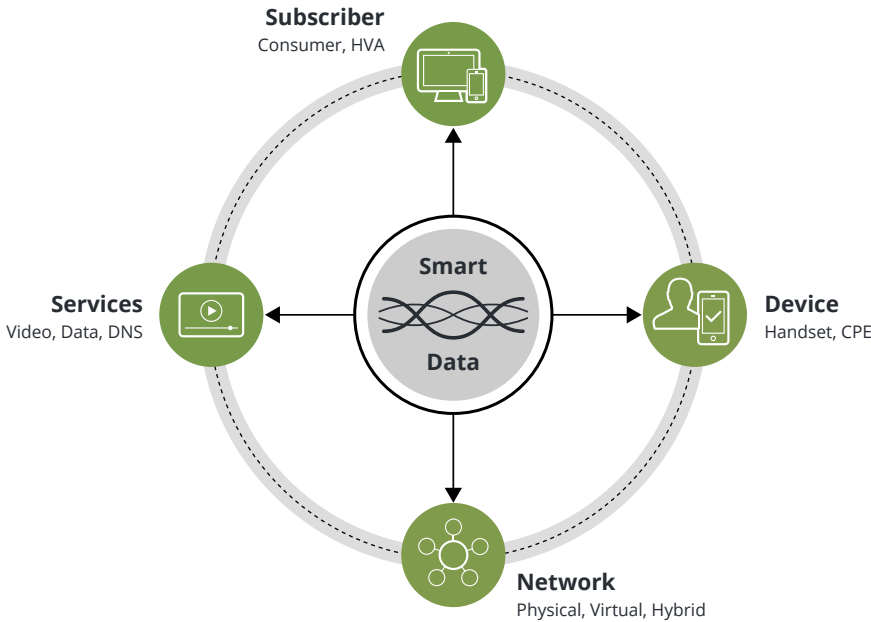 Subscriber
Consumer, HVA
Smart
Data
Services
Video, Data, DNS
Device
Handset, CPE
Network
Physical, Virtual, Hybrid